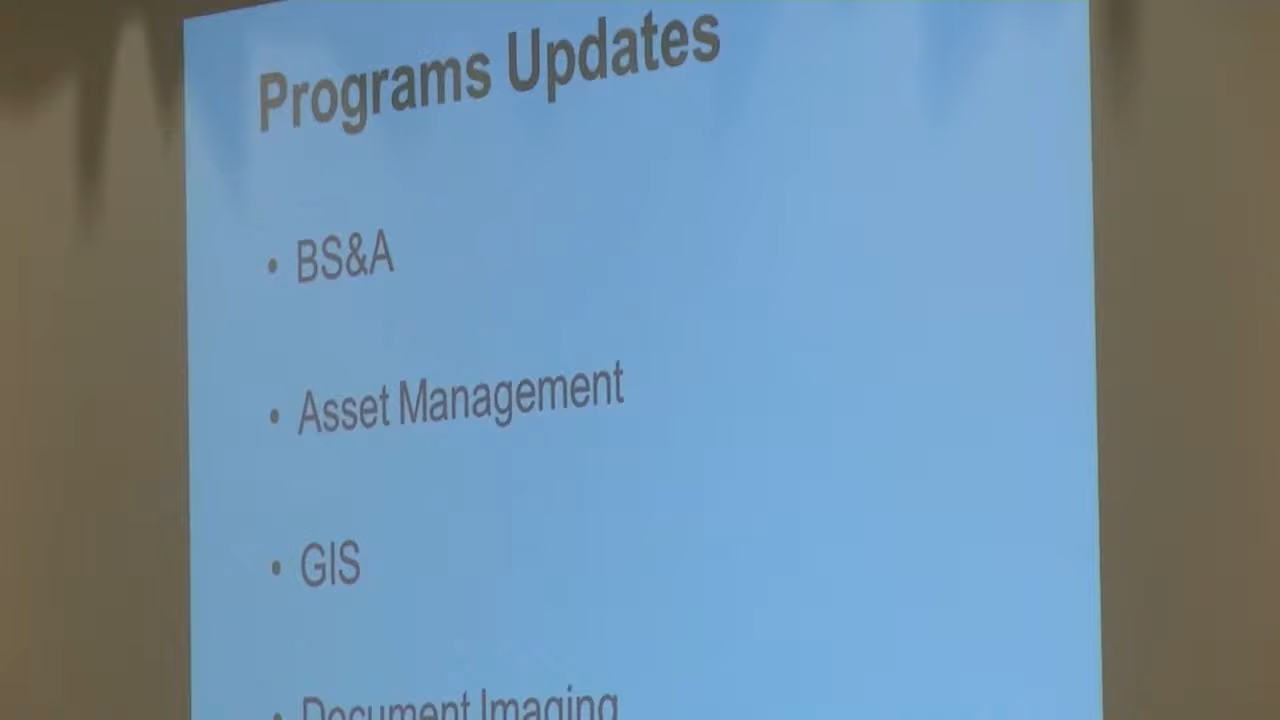 Programs Updates
• BS&A
• Asset Management
• GIS
• Document Imaging